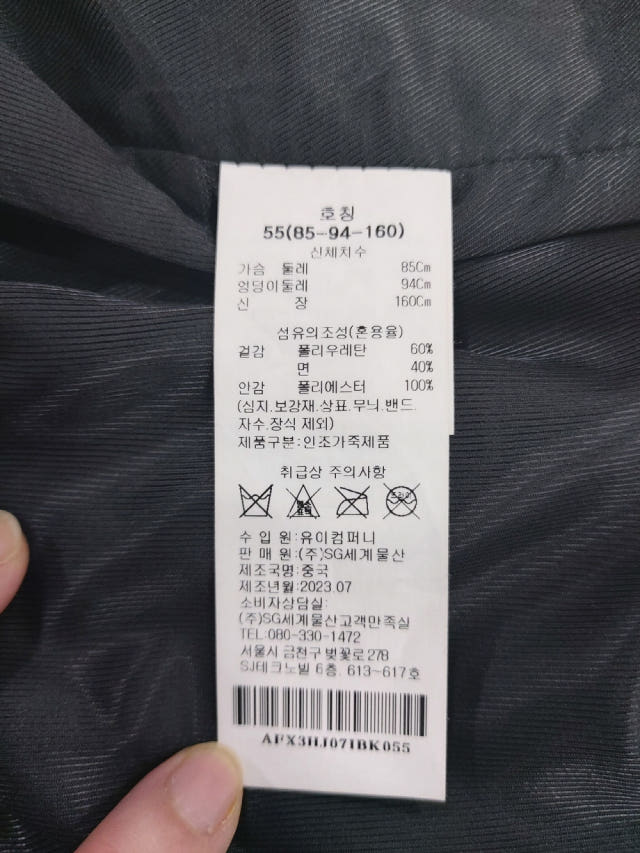 호칭
55(85-94-160)
신체치수
가슴 둘레 85Cm
엉덩이둘레 94Cm
신 장 160Cm
섬유의조성(혼용율)
겉감 폴리우레탄 60%
면 40%
안감 폴리에스터 100%
(심지.보강재.상표.무늬.밴드.
자수.장식 제외)
제품구분:인조가죽제품
취급상 주의사항
드라이
수 입 원:유이컴퍼니
판 매 원:(주)SG세계물산
제조국명:중국
제조년월:2023.07
소비자상담실:
(주)SG세계물산고객만족실
TEL:080-330-1472
서울시 금천구 벚꽃로278
SJ테크노빌 6층. 613~617호
AFX3HJ07IBK055